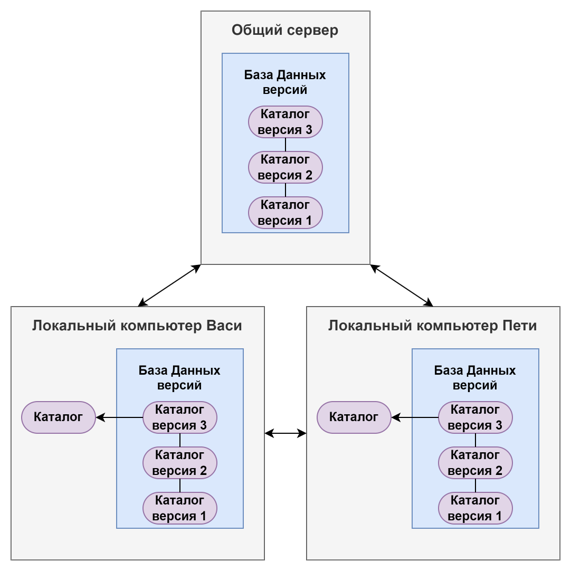 Общий сервер
База Данных
версий
Каталог
версия 3
Каталог
версия 2
Каталог
версия 1
Локальный компьютер Васи
База Данных
версий
Каталог
Каталог
версия 3
Каталог
версия 2
Каталог
версия 1
Локальный компьютер Пети
База Данных
версий
Каталог
Каталог
версия 3
Каталог
версия 2
Каталог
версия 1